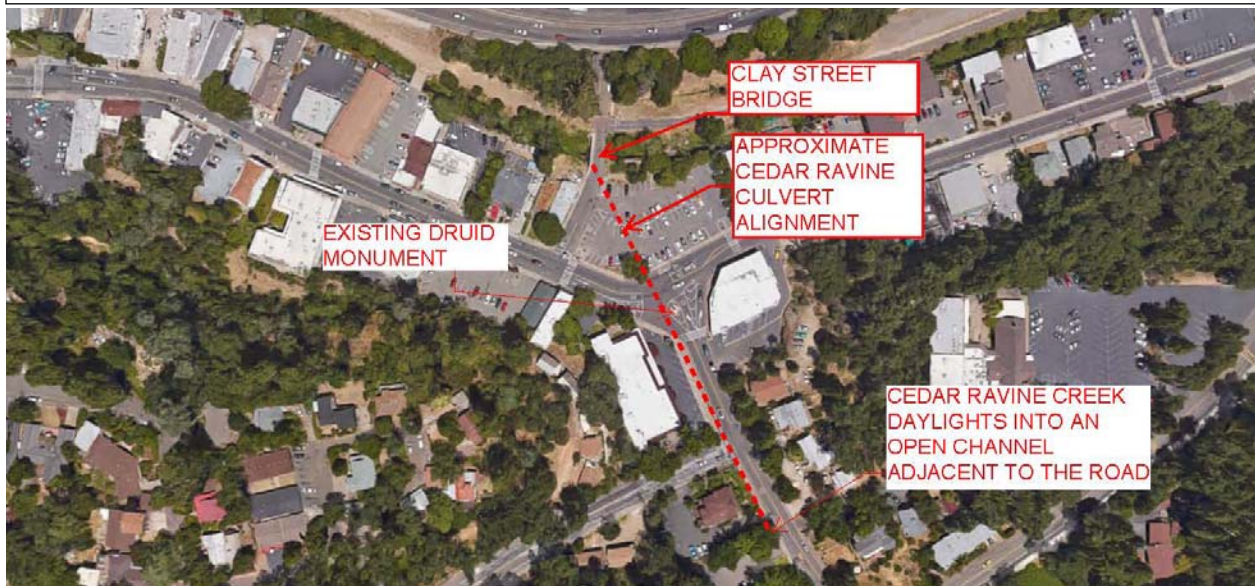 CLAY STREET
BRIDGE
APPROXIMATE
CEDAR RAVINE
CULVERT
ALIGNMENT
EXISTING DRUID
MONUMENT
CEDAR RAVINE CREEK
DAYLIGHTS INTO AN
OPEN CHANNEL
ADJACENT TO THE ROAD